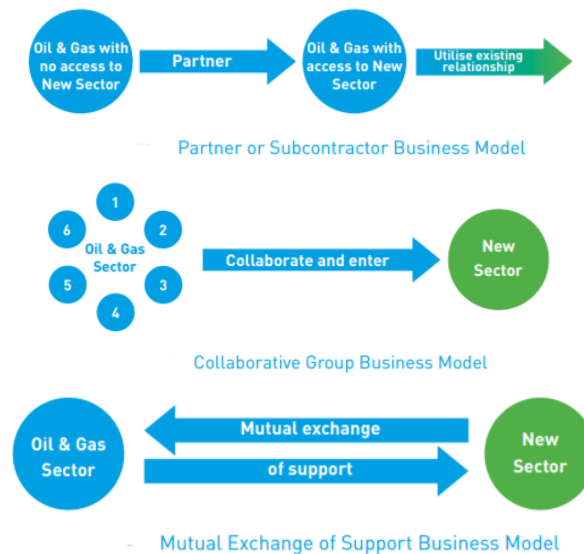 Oil & Gas with
no access to
New Sector
Partner
Oil & Gas with
access to New
Sector
Utilise existing
relationship
Partner or Subcontractor Business Model
1
2
3
4
5
6
Oil & Gas
Sector
Collaborate and enter
New
Sector
Collaborative Group Business Model
Oil & Gas
Sector
Mutual exchange
of support
New
Sector
Mutual Exchange of Support Business Model